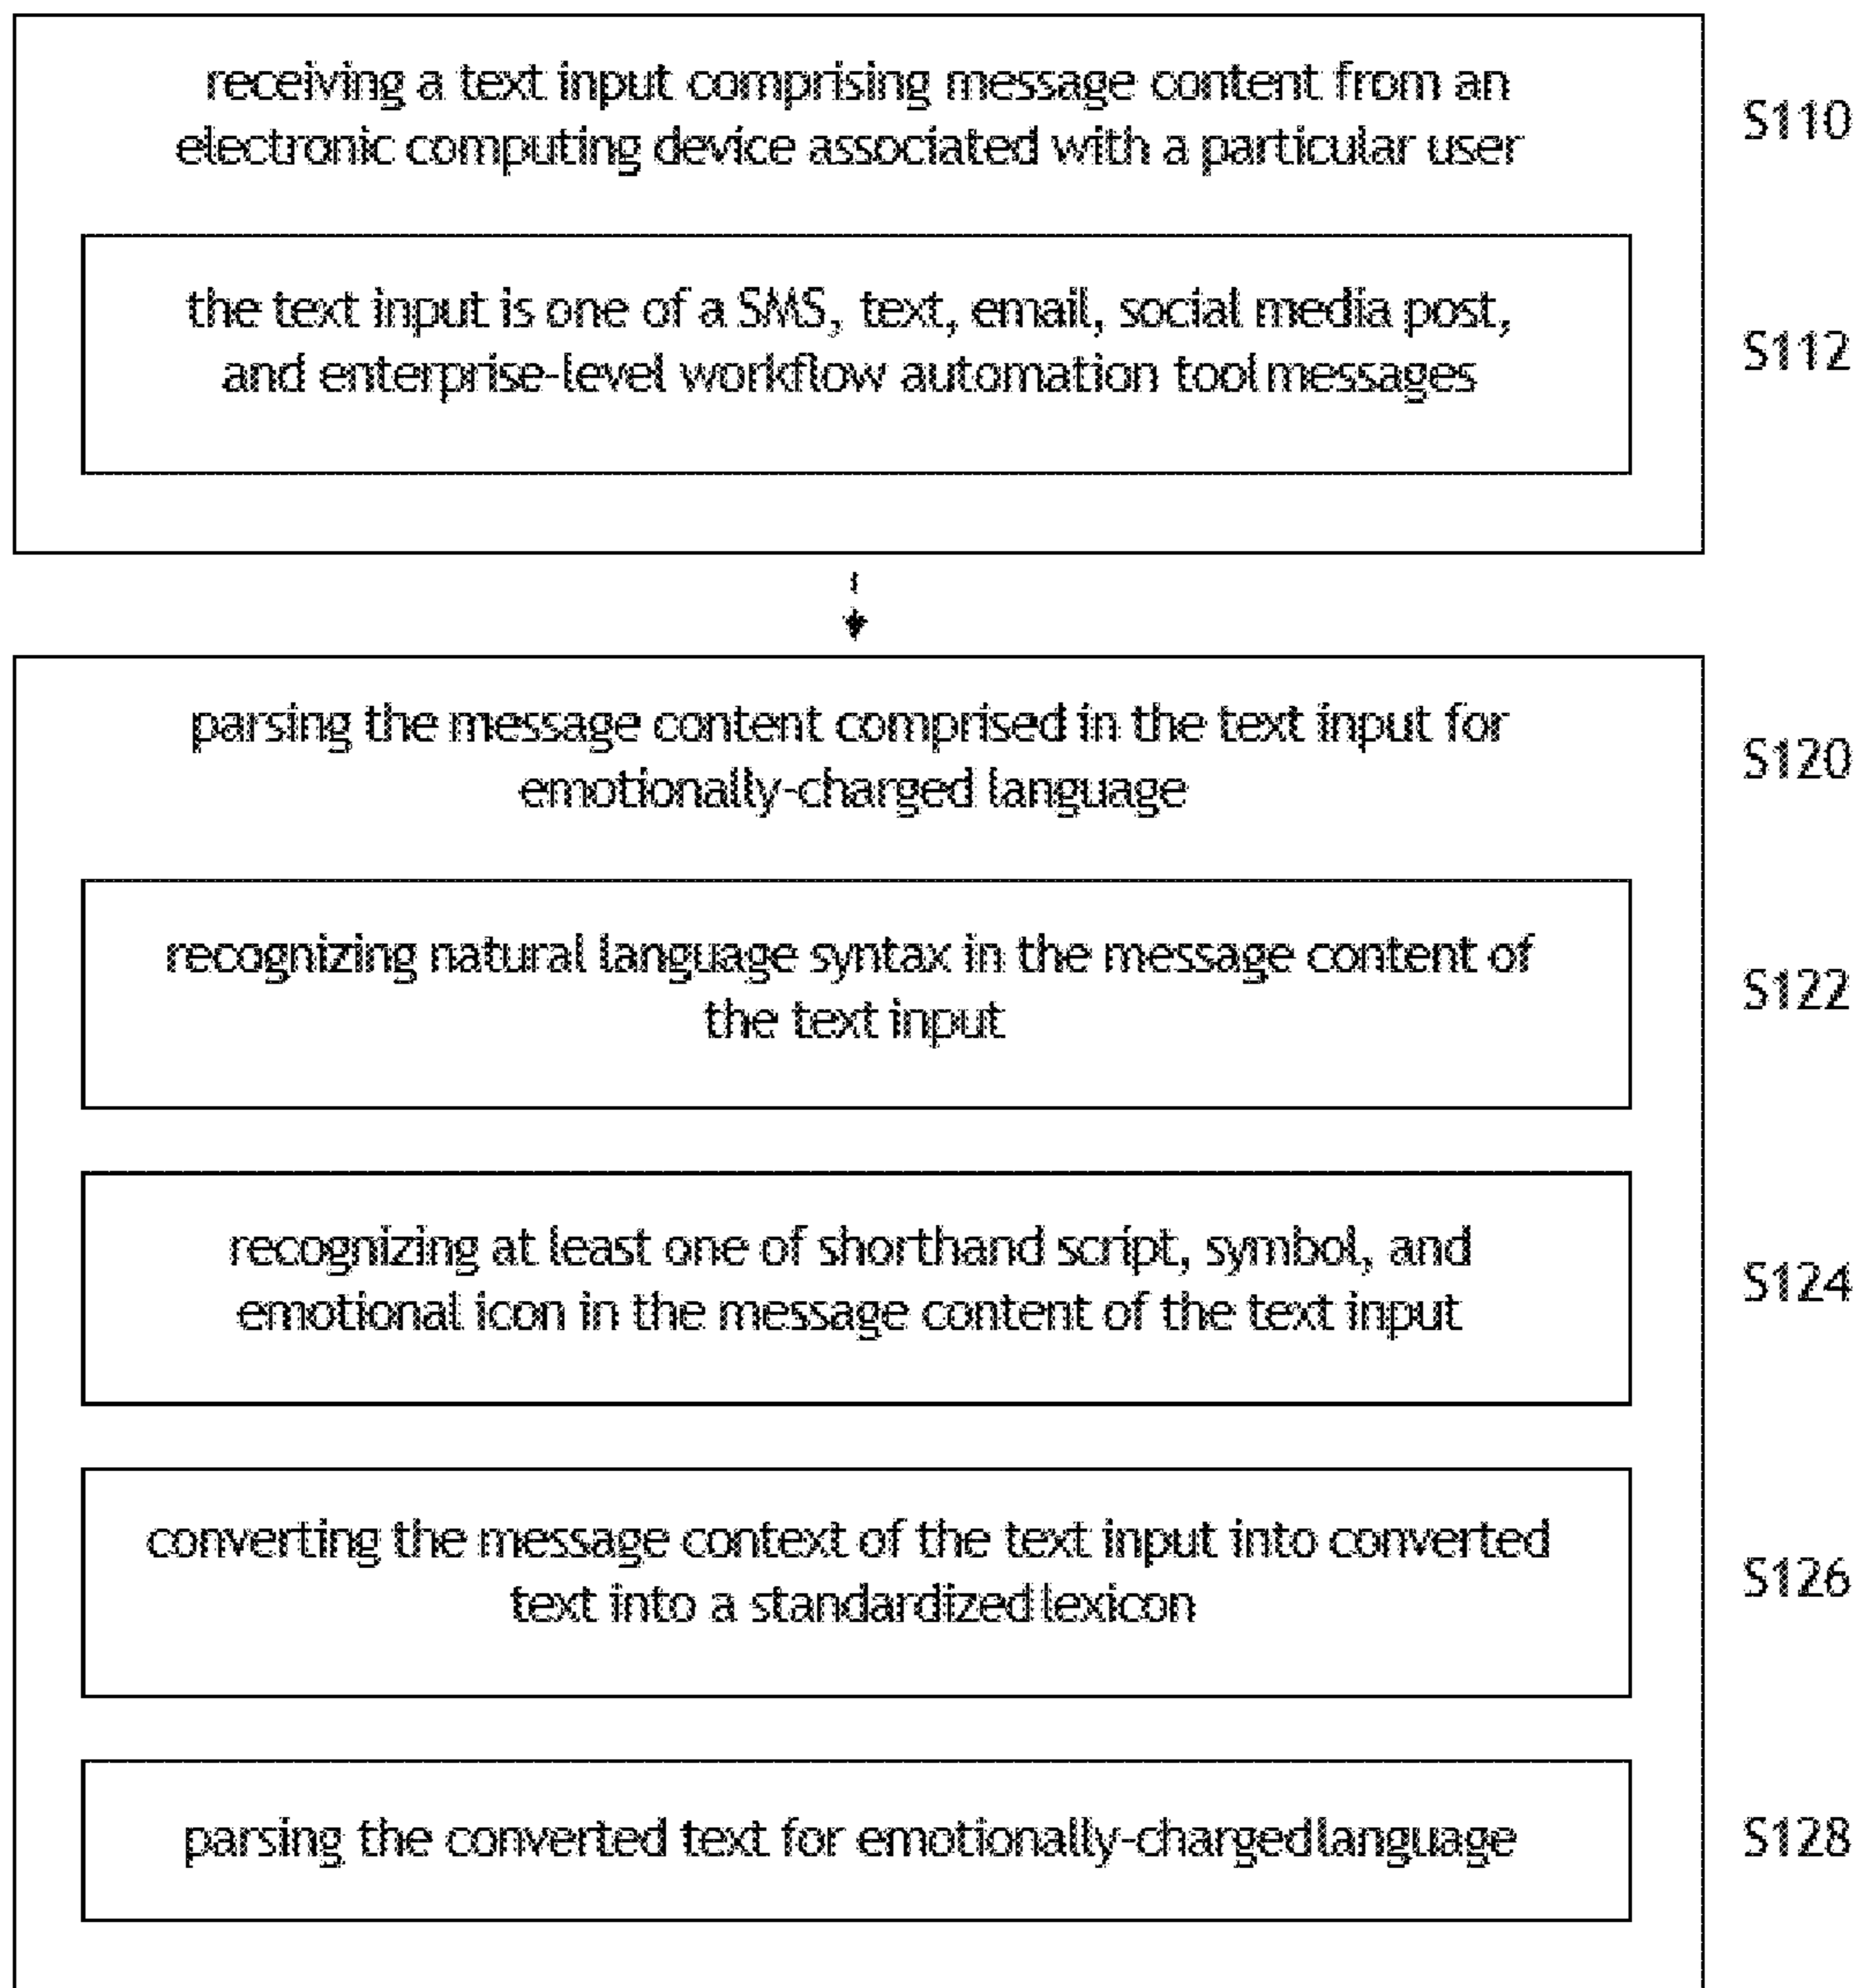 receiving a text input comprising message content from an
electronic computing device associated with a particular user
S110
the text input is one of a SMS, text, email, social media post,
and enterprise-level workflow automation tool messages
S112
parsing the message content comprised in the text input for
emotionally-charged language
S120
recognizing natural language syntax in the message content of
the text input
S122
recognizing at least one of shorthand script, symbol, and
emotional icon in the message content of the text input
S124
converting the message context of the text input into converted
text into a standardized lexicon
S126
parsing the converted text for emotionally-charged language
S128